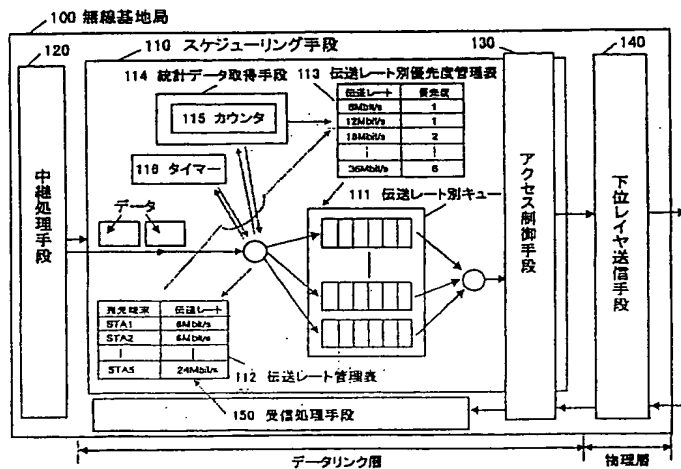 100 無線基地局
120
110 スケジューリング手段
130
140
114 統計データ取得手段
113 伝送レート別優先度管理表
115 カウンタ
伝送レート 優先度
6Mbit/s 1
12Mbit/s 1
18Mbit/s 2
36Mbit/s 6
116 タイマー
111 伝送レート別キュー
中継処理手段
データ
アクセス制御手段
下位レイヤ送信手段
宛先端末 伝送レート
STA1 6Mbit/s
STA2 6Mbit/s
STA5 24Mbit/s
112 伝送レート管理表
150 受信処理手段
データリンク層
物理層